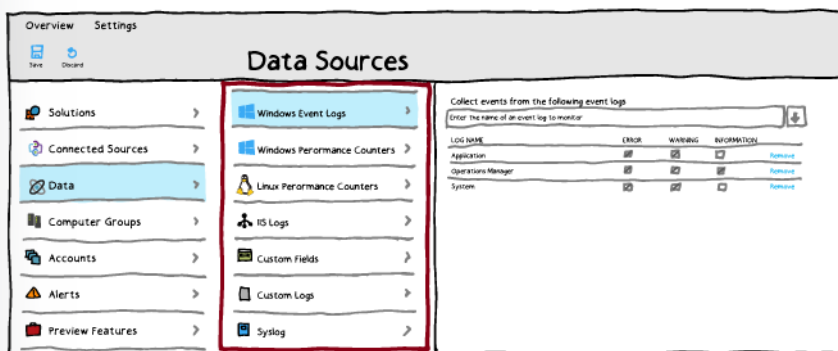 Overview Settings
Save Discard
Data Sources
Solutions
Connected Sources
Data
Computer Groups
Accounts
Alerts
Preview Features
Windows Event Logs
Windows Perormance Counters
Linux Perormance Counters
IIS Logs
Custom Fields
Custom Logs
Syslog
Collect events from the following event logs
Enter the name of an event log to monitor
LOG NAME ERROR WARNING INFORMATION
Application Remove
Operations Manager Remove
System Remove